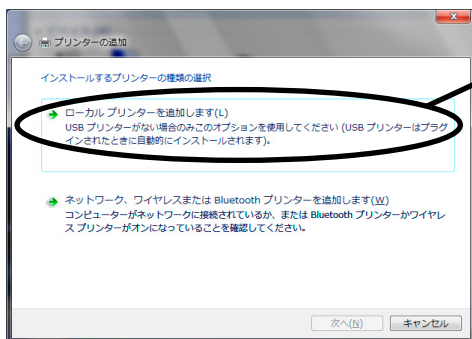 プリンターの追加
インストールするプリンターの種類の選択
ローカル プリンターを追加します(L)
USB プリンターがない場合のみこのオプションを使用してください (USB プリンターはプラグ
インされたときに自動的にインストールされます)。
ネットワーク、ワイヤレスまたは Bluetooth プリンターを追加します(W)
コンピューターがネットワークに接続されているか、または Bluetooth プリンターかワイヤレ
ス プリンターがオンになっていることを確認してください。
次へ(N) キャンセル